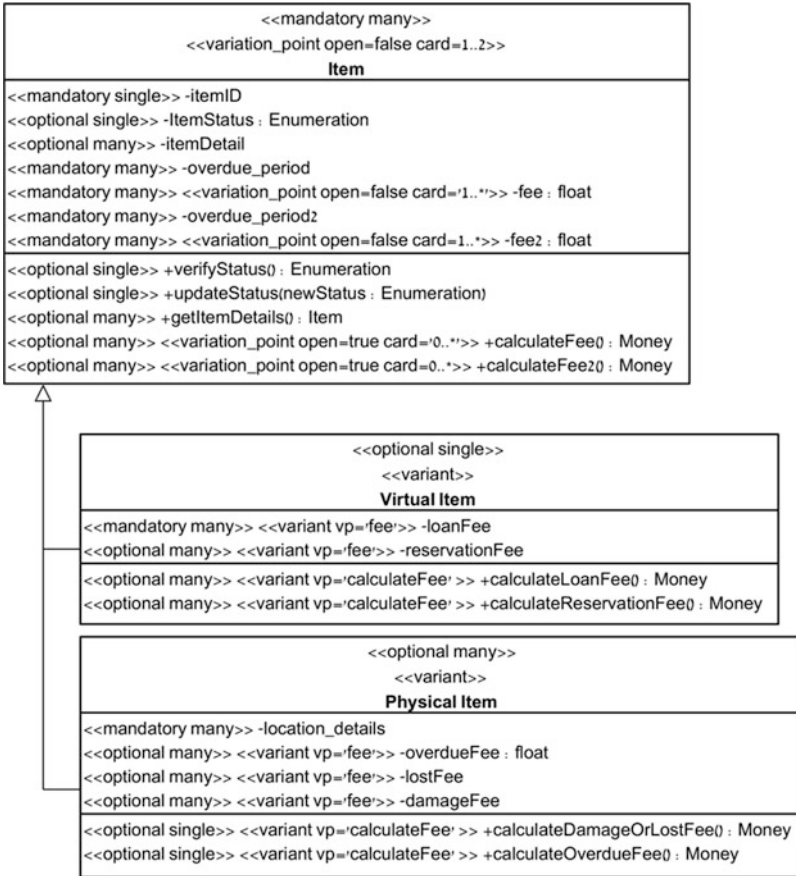 <<mandatory many>>
<<variation_point open=false card=1..2>>
Item
<<mandatory single>> -itemID
<<optional single>> -ItemStatus : Enumeration
<<optional many>> -itemDetail
<<mandatory many>> -overdue_period
<<mandatory many>> <<variation_point open=false card='1..*'>> -fee : float
<<mandatory many>> -overdue_period2
<<mandatory many>> <<variation_point open=false card=1..*>> -fee2 : float
<<optional single>> +verifyStatus() : Enumeration
<<optional single>> +updateStatus(newStatus : Enumeration)
<<optional many>> +getItemDetails() : Item
<<optional many>> <<variation_point open=true card='0..*'>> +calculateFee() : Money
<<optional many>> <<variation_point open=true card=0..*>> +calculateFee2() : Money
<<optional single>>
<<variant>>
Virtual Item
<<mandatory many>> <<variant vp='fee'>> -loanFee
<<optional many>> <<variant vp='fee'>> -reservationFee
<<optional many>> <<variant vp='calculateFee' >> +calculateLoanFee() : Money
<<optional many>> <<variant vp='calculateFee' >> +calculateReservationFee() : Money
<<optional many>>
<<variant>>
Physical Item
<<mandatory many>> -location_details
<<optional many>> <<variant vp='fee'>> -overdueFee : float
<<optional many>> <<variant vp='fee'>> -lostFee
<<optional many>> <<variant vp='fee'>> -damageFee
<<optional single>> <<variant vp='calculateFee' >> +calculateDamageOrLostFee() : Money
<<optional single>> <<variant vp='calculateFee' >> +calculateOverdueFee() : Money